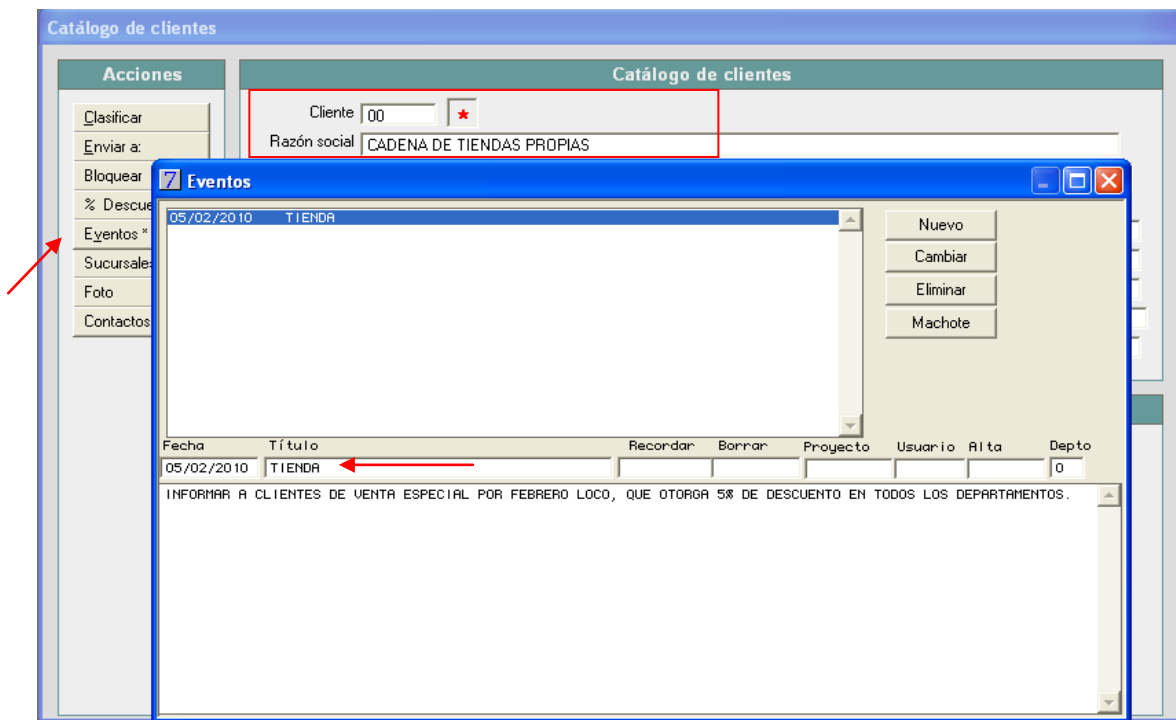 Catálogo de clientes
Acciones
Catálogo de clientes
Clasificar
Enviar a:
Bloquear
% Descue
Eventos *
Sucursales
Foto
Contactos
Cliente 00 *
Razón social CADENA DE TIENDAS PROPIAS
7 Eventos
05/02/2010 TIENDA
Nuevo
Cambiar
Eliminar
Machote
Fecha Título Recordar Borrar Proyecto Usuario Alta Depto
05/02/2010 TIENDA 0
INFORMAR A CLIENTES DE VENTA ESPECIAL POR FEBRERO LOCO, QUE OTORGA 5% DE DESCUENTO EN TODOS LOS DEPARTAMENTOS.